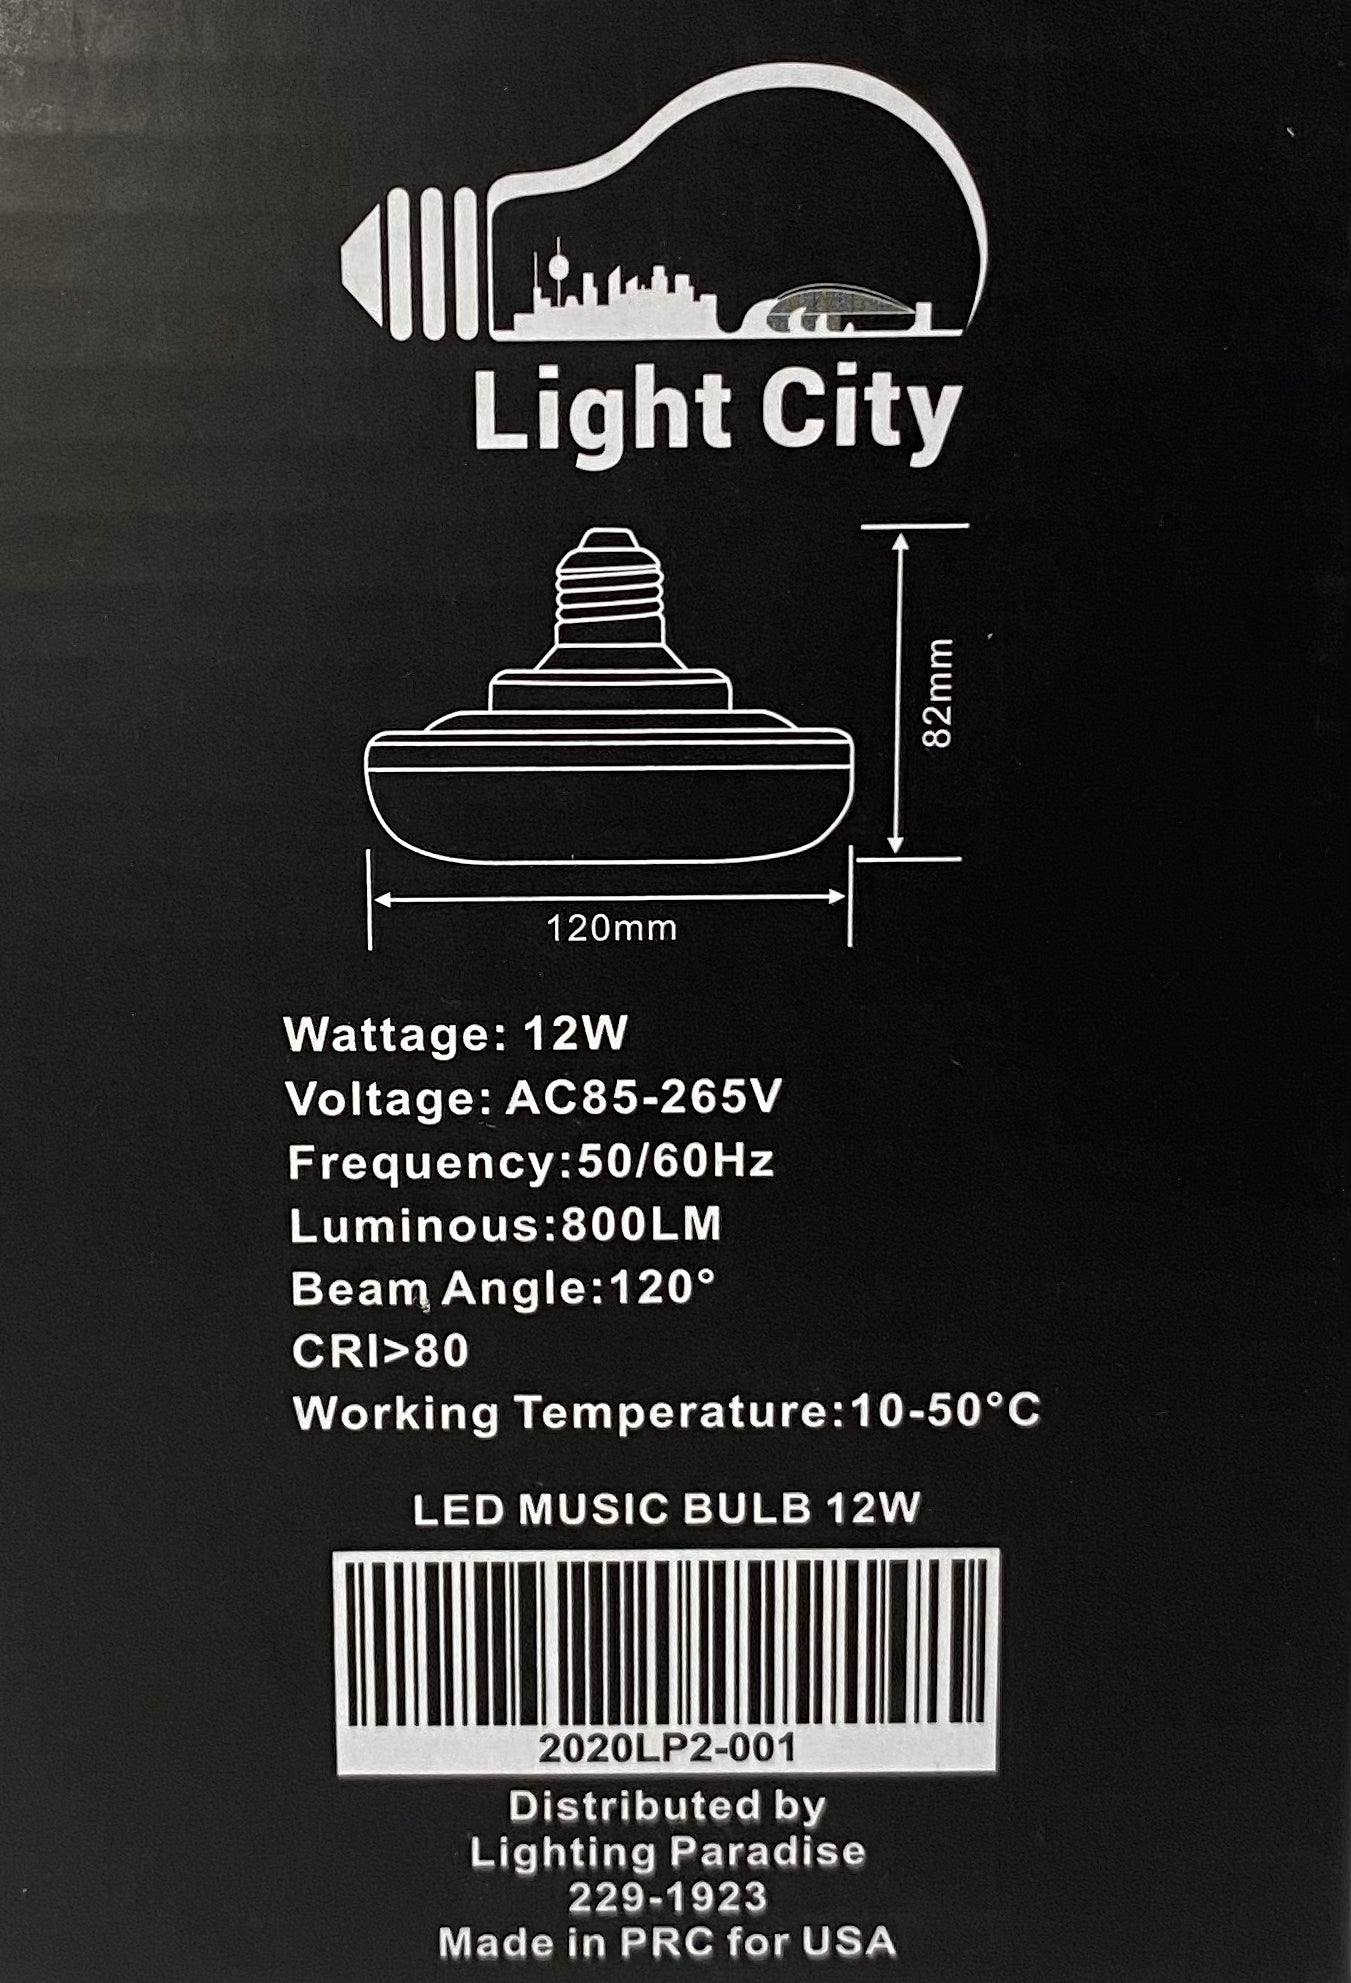 Light City
82mm
120mm
Wattage: 12W
Voltage: AC85-265V
Frequency:50/60Hz
Luminous:800LM
Beam Angle:120°
CRI>80
Working Temperature:10-50°C
LED MUSIC BULB 12W
2020LP2-001
Distributed by
Lighting Paradise
229-1923
Made in PRC for USA